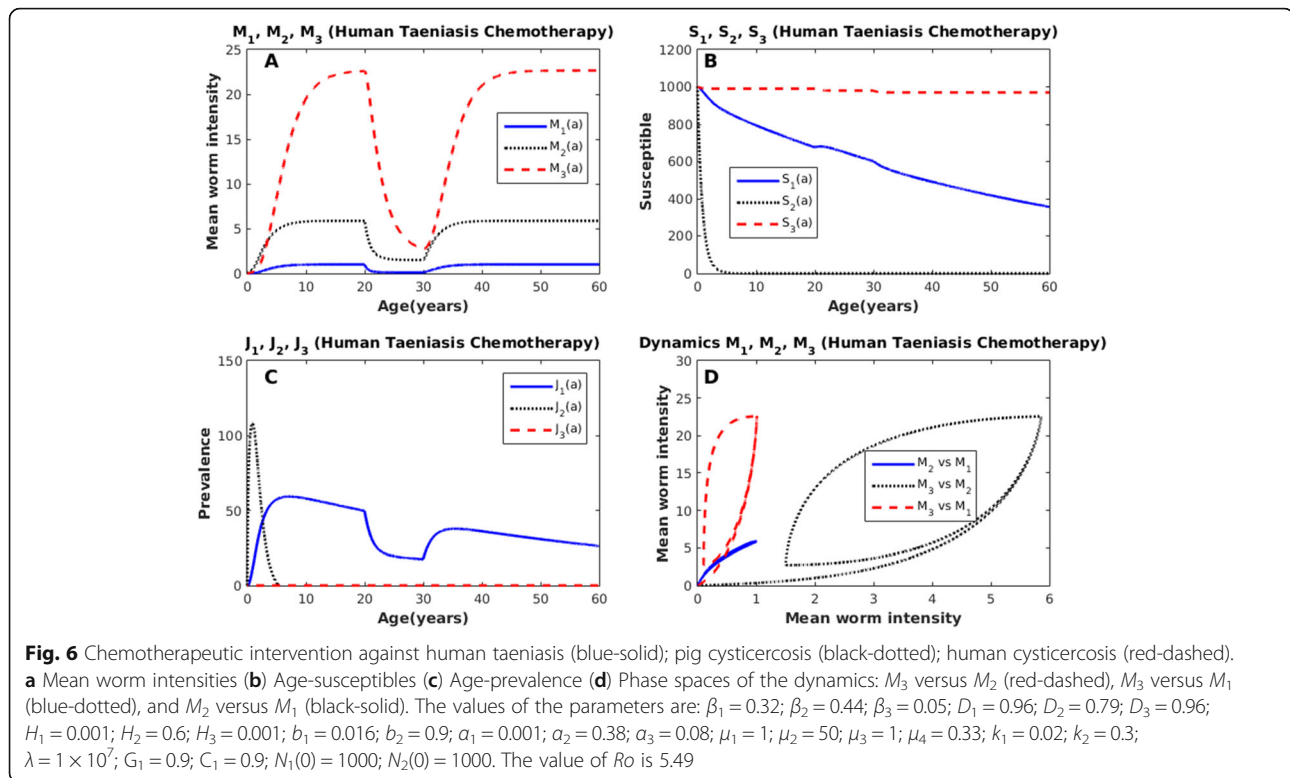 M1, M2, M3 (Human Taeniasis Chemotherapy)
A
25
20
15
10
5
0
Mean worm intensity
M1(a)
M2(a)
M3(a)
0 10 20 30 40 50 60
Age(years)
S1, S2, S3 (Human Taeniasis Chemotherapy)
B
1200
1000
800
600
400
200
0
Susceptible
S1(a)
S2(a)
S3(a)
0 10 20 30 40 50 60
Age(years)
J1, J2, J3 (Human Taeniasis Chemotherapy)
C
150
100
50
0
Prevalence
J1(a)
J2(a)
J3(a)
0 10 20 30 40 50 60
Age(years)
Dynamics M1, M2, M3 (Human Taeniasis Chemotherapy)
D
30
25
20
15
10
5
0
Mean worm intensity
M2 vs M1
M3 vs M2
M3 vs M1
0 1 2 3 4 5 6
Mean worm intensity
Fig. 6 Chemotherapeutic intervention against human taeniasis (blue-solid); pig cysticercosis (black-dotted); human cysticercosis (red-dashed).
a Mean worm intensities (b) Age-susceptibles (c) Age-prevalence (d) Phase spaces of the dynamics: M3 versus M2 (red-dashed), M3 versus M1
(blue-dotted), and M2 versus M1 (black-solid). The values of the parameters are: β1 = 0.32; β2 = 0.44; β3 = 0.05; D1 = 0.96; D2 = 0.79; D3 = 0.96;
H1 = 0.001; H2 = 0.6; H3 = 0.001; b1 = 0.016; b2 = 0.9; α1 = 0.001; α2 = 0.38; α3 = 0.08; μ1 = 1; μ2 = 50; μ3 = 1; μ4 = 0.33; k1 = 0.02; k2 = 0.3;
λ = 1 × 10⁷; G1 = 0.9; C1 = 0.9; N1(0) = 1000; N2(0) = 1000. The value of Ro is 5.49